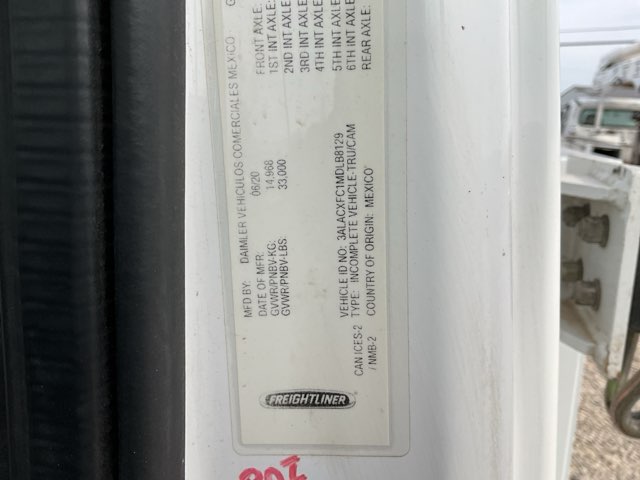 MFD BY: DAIMLER VEHICULOS COMERCIALES MEXICO
DATE OF MFR: 06/20
GVWR/PNBV-KG: 14,968
GVWR/PNBV-LBS: 33,000
FRONT AXLE:
1ST INT AXLE:
2ND INT AXLE:
3RD INT AXLE:
4TH INT AXLE:
5TH INT AXLE:
6TH INT AXLE:
REAR AXLE:
VEHICLE ID NO: 3ALACXFC1MDLB8129
CAN ICES-2 TYPE: INCOMPLETE VEHICLE-TRU/CAM
/ NMB-2 COUNTRY OF ORIGIN: MEXICO
FREIGHTLINER